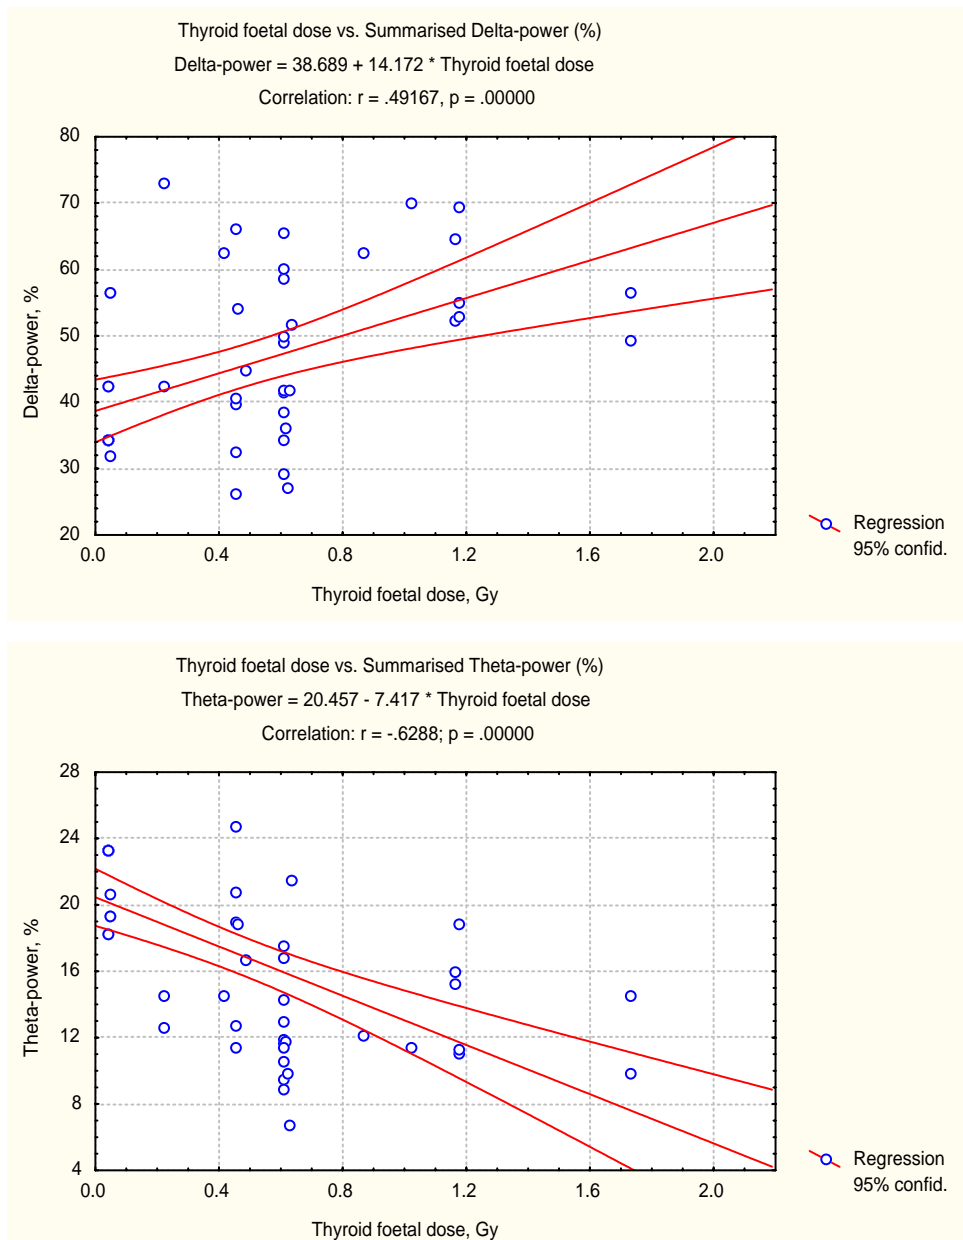 Thyroid foetal dose vs. Summarised Delta-power (%)
Delta-power = 38.689 + 14.172 * Thyroid foetal dose
Correlation: r = .49167, p = .00000
80
70
60
50
40
30
20
Delta-power, %
0.0 0.4 0.8 1.2 1.6 2.0
Thyroid foetal dose, Gy
Regression
95% confid.
Thyroid foetal dose vs. Summarised Theta-power (%)
Theta-power = 20.457 - 7.417 * Thyroid foetal dose
Correlation: r = -.6288; p = .00000
28
24
20
16
12
8
4
Theta-power, %
0.0 0.4 0.8 1.2 1.6 2.0
Thyroid foetal dose, Gy
Regression
95% confid.